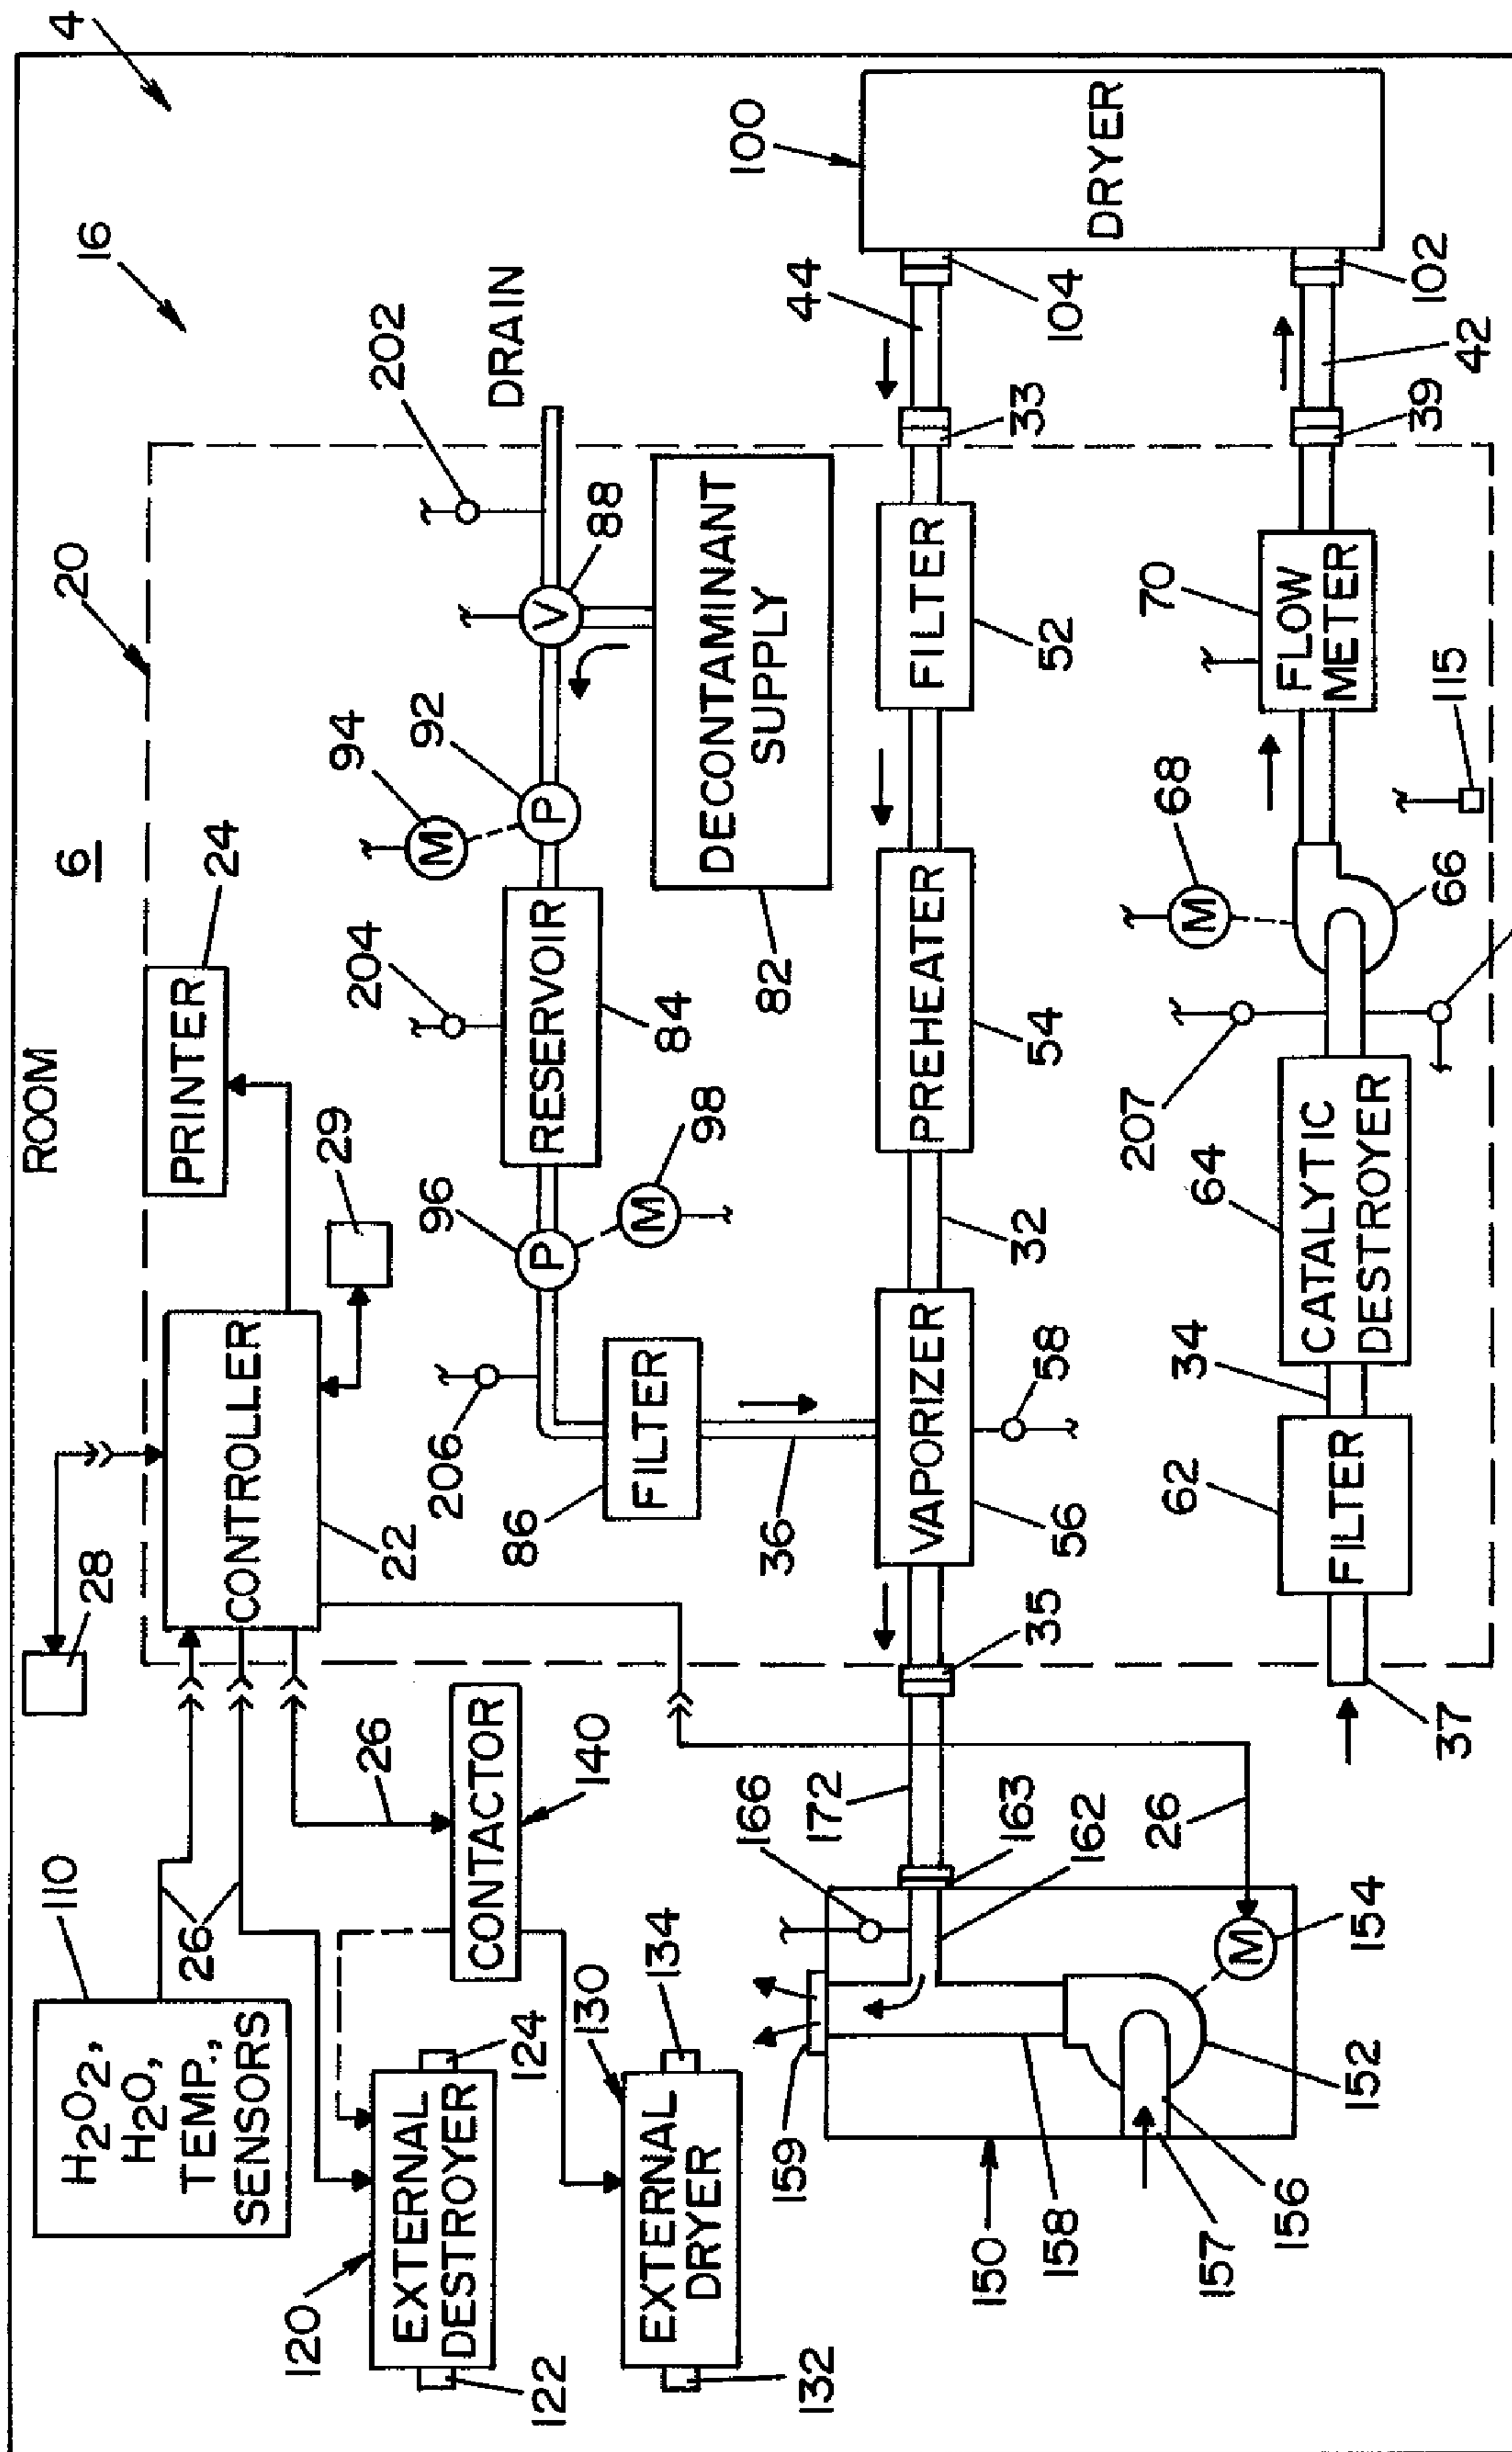 4
16
ROOM
6
20
PRINTER
24
29
28
CONTROLLER
22
110
H₂O₂,
H₂O,
TEMP.,
SENSORS
26
26
CONTACTOR
140
120
EXTERNAL
DESTROYER
122
124
130
EXTERNAL
DRYER
132
134
DRAIN
202
88
V
92
P
94
M
DECONTAMINANT
SUPPLY
82
204
RESERVOIR
84
96
P
M
98
206
86
FILTER
36
100
DRYER
104
44
33
FILTER
52
PREHEATER
54
32
VAPORIZER
56
58
35
172
163
162
166
159
150
158
157
156
152
154
M
26
102
42
39
70
FLOW
METER
115
68
M
66
207
64
CATALYTIC
DESTROYER
34
62
FILTER
37